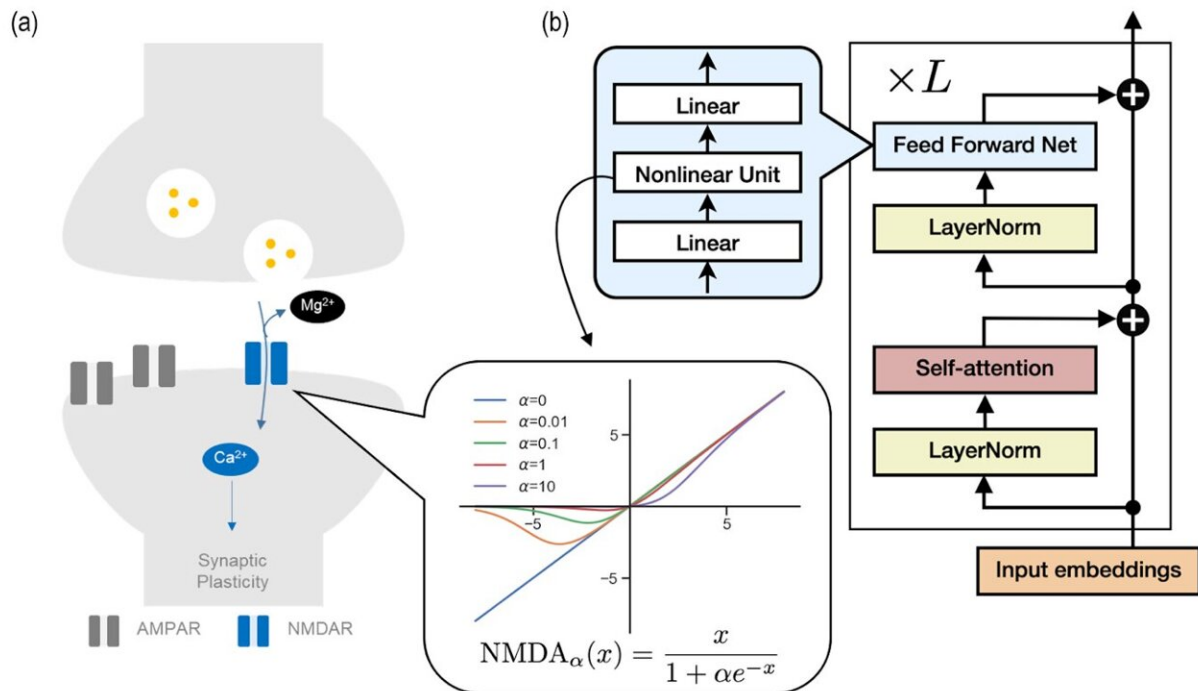 (a)
Mg²⁺
Ca²⁺
Synaptic
Plasticity
AMPAR
NMDAR
(b)
Linear
Nonlinear Unit
Linear
×L
Feed Forward Net
LayerNorm
Self-attention
LayerNorm
Input embeddings
α=0
α=0.01
α=0.1
α=1
α=10
5
−5
5
−5
NMDA_α(x) = x / (1 + αe^{−x})